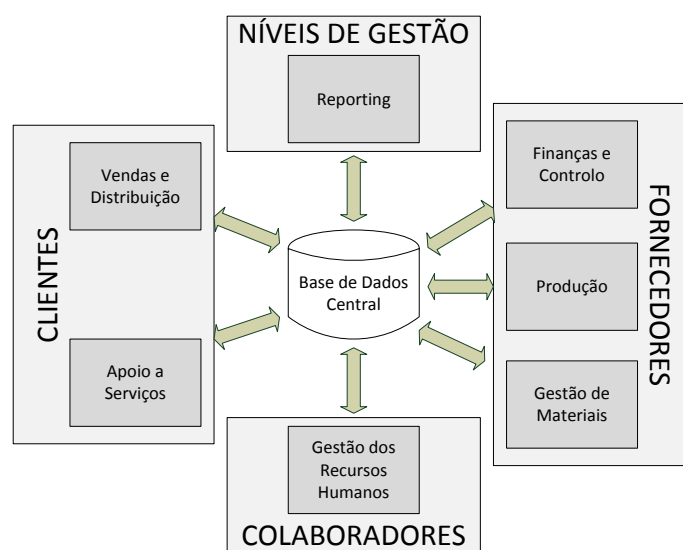 NÍVEIS DE GESTÃO
Reporting
CLIENTES
Vendas e
Distribuição
Apoio a
Serviços
Base de Dados
Central
FORNECEDORES
Finanças e
Controlo
Produção
Gestão de
Materiais
Gestão dos
Recursos
Humanos
COLABORADORES